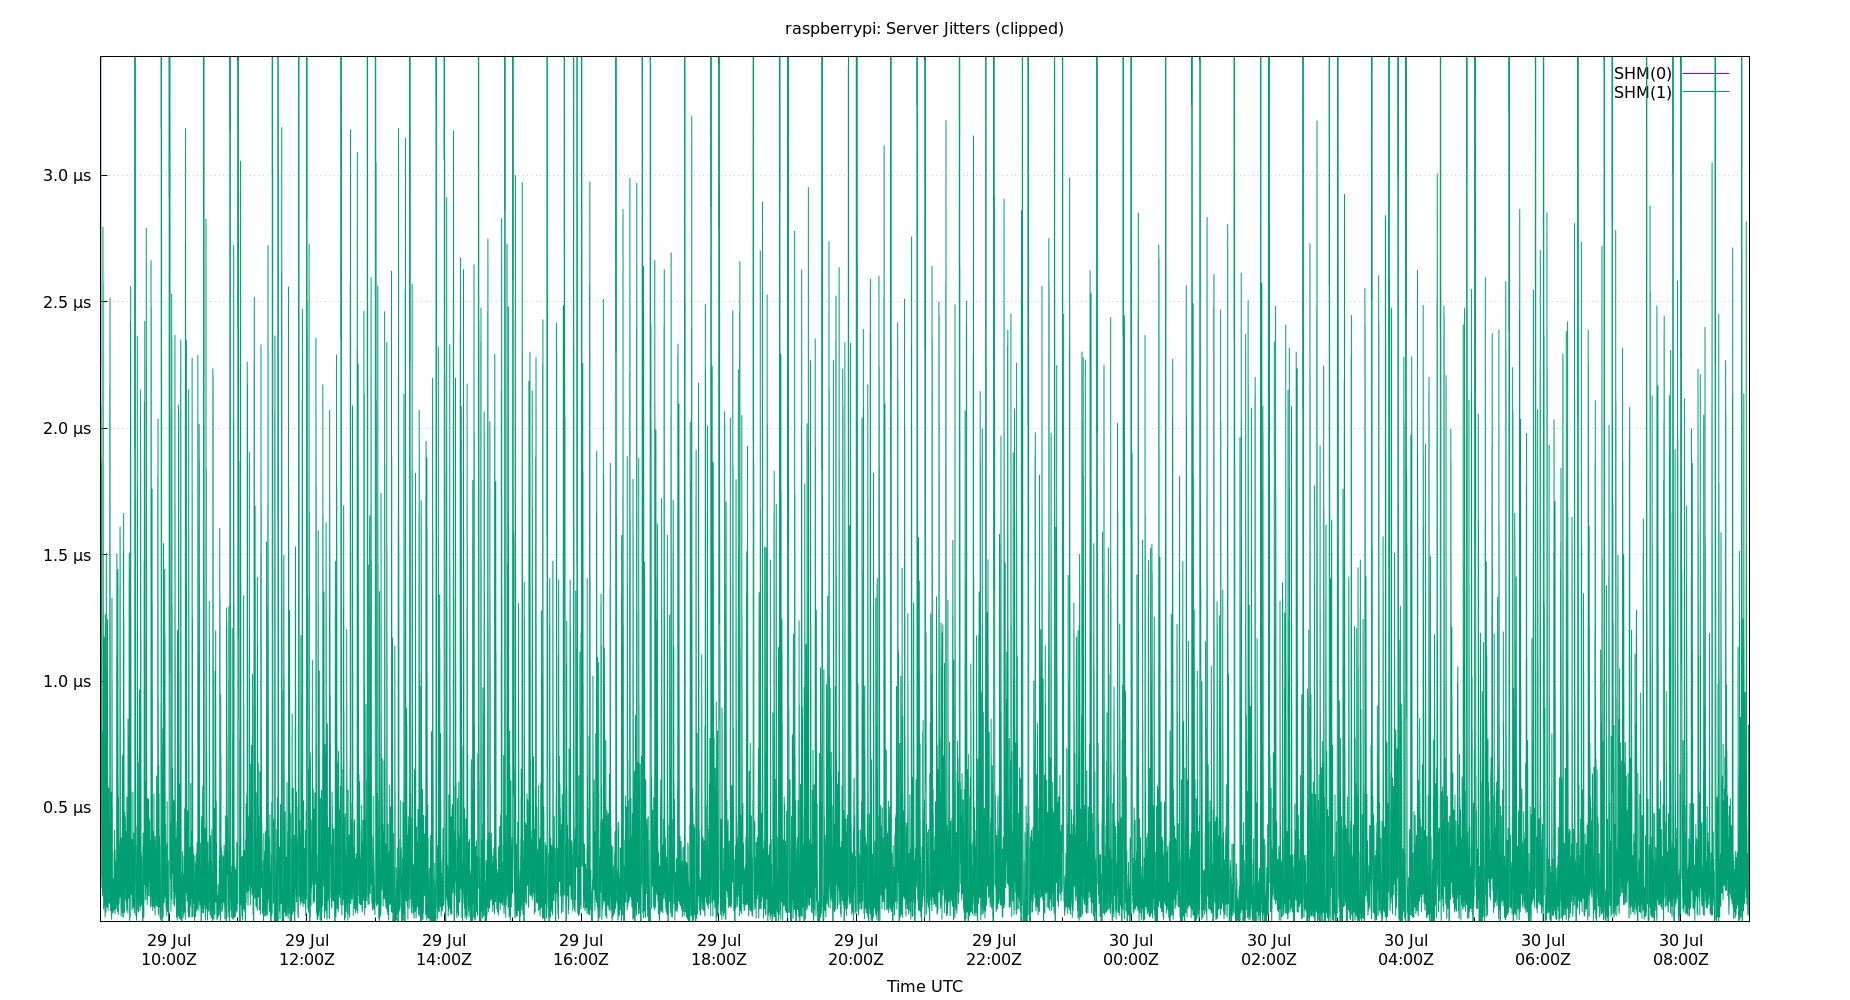 raspberrypi: Server Jitters (clipped)
SHM(0)
SHM(1)
3.0 µs
2.5 µs
2.0 µs
1.5 µs
1.0 µs
0.5 µs
29 Jul 29 Jul 29 Jul 29 Jul 29 Jul 29 Jul 29 Jul 30 Jul 30 Jul 30 Jul 30 Jul 30 Jul
10:00Z 12:00Z 14:00Z 16:00Z 18:00Z 20:00Z 22:00Z 00:00Z 02:00Z 04:00Z 06:00Z 08:00Z
Time UTC